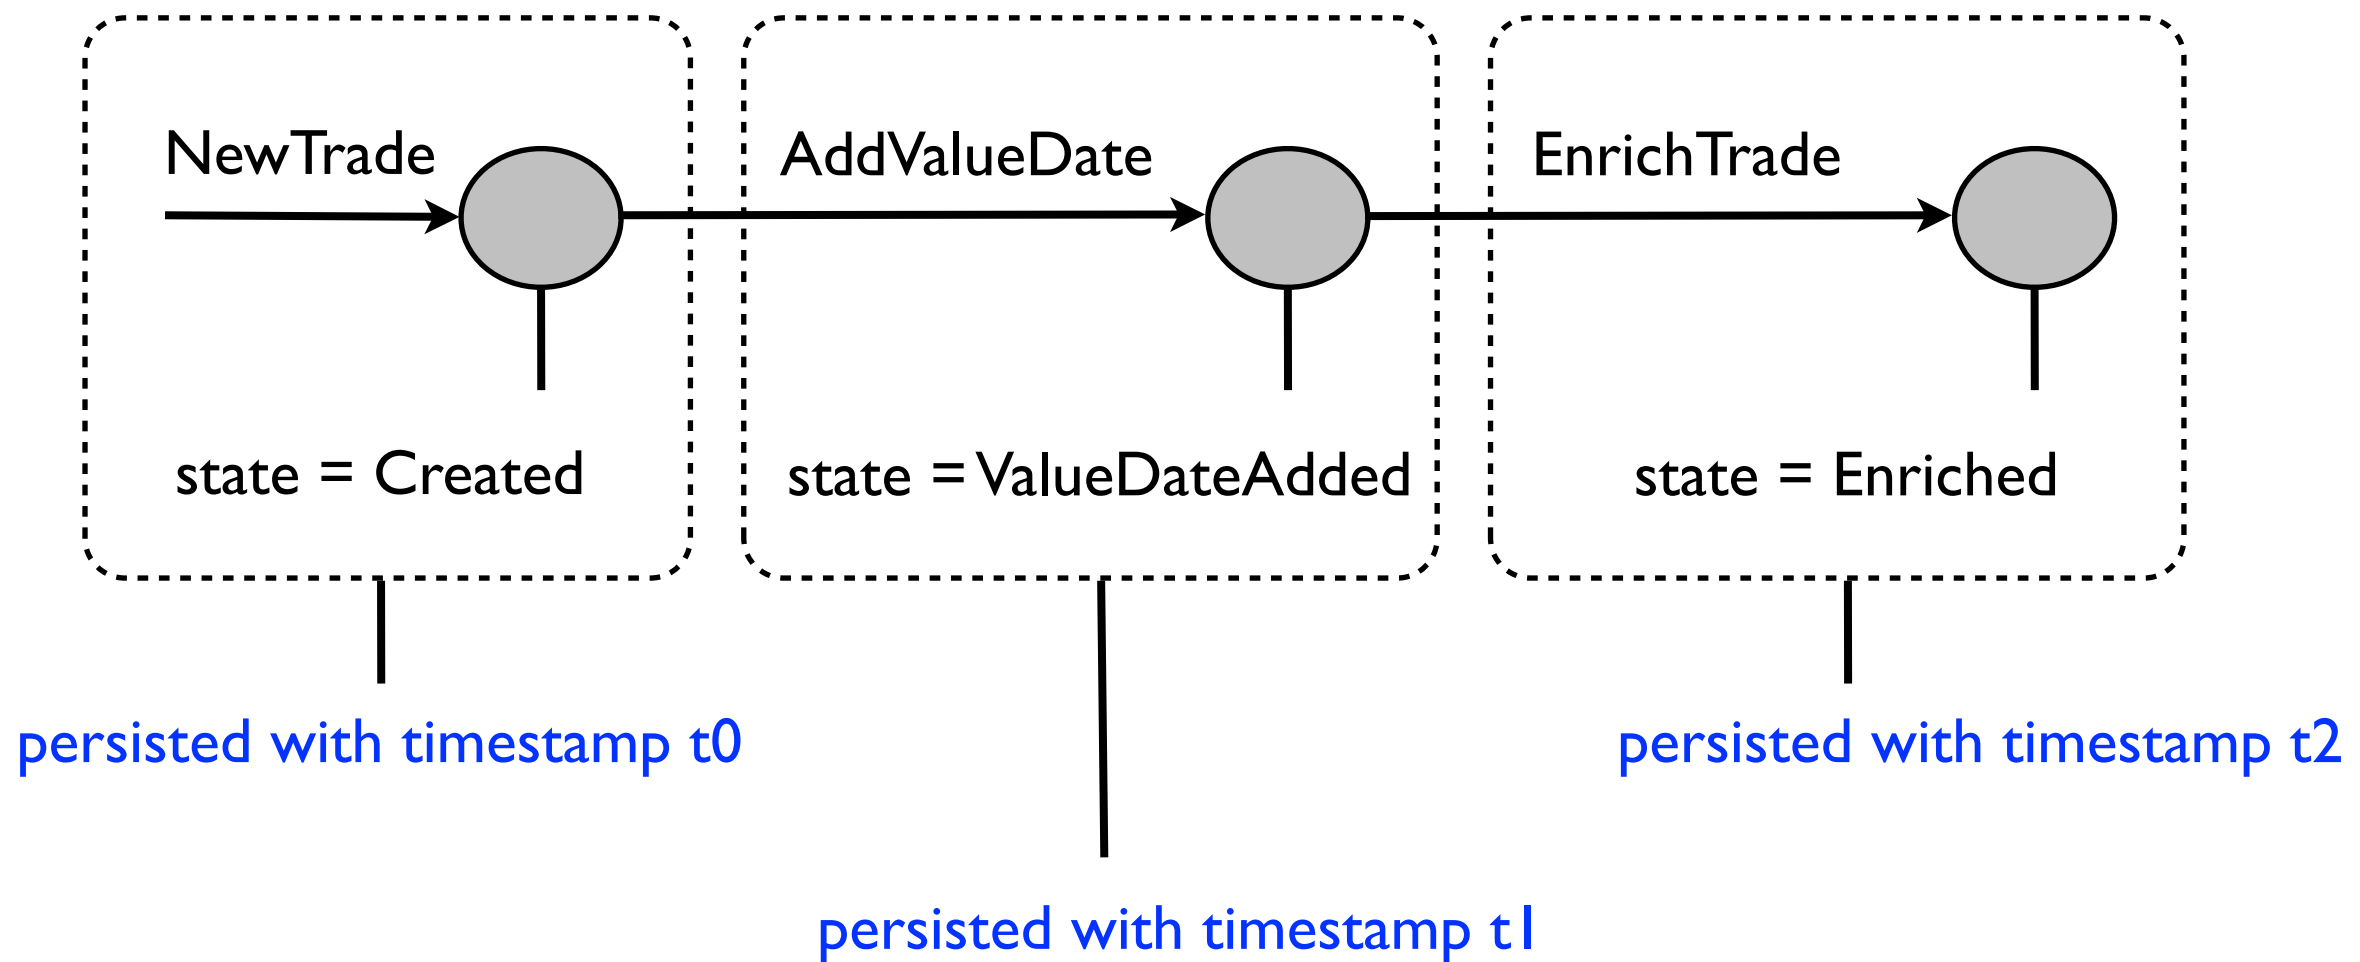 NewTrade
AddValueDate
EnrichTrade
state = Created
state = ValueDateAdded
state = Enriched
persisted with timestamp t0
persisted with timestamp t2
persisted with timestamp t1